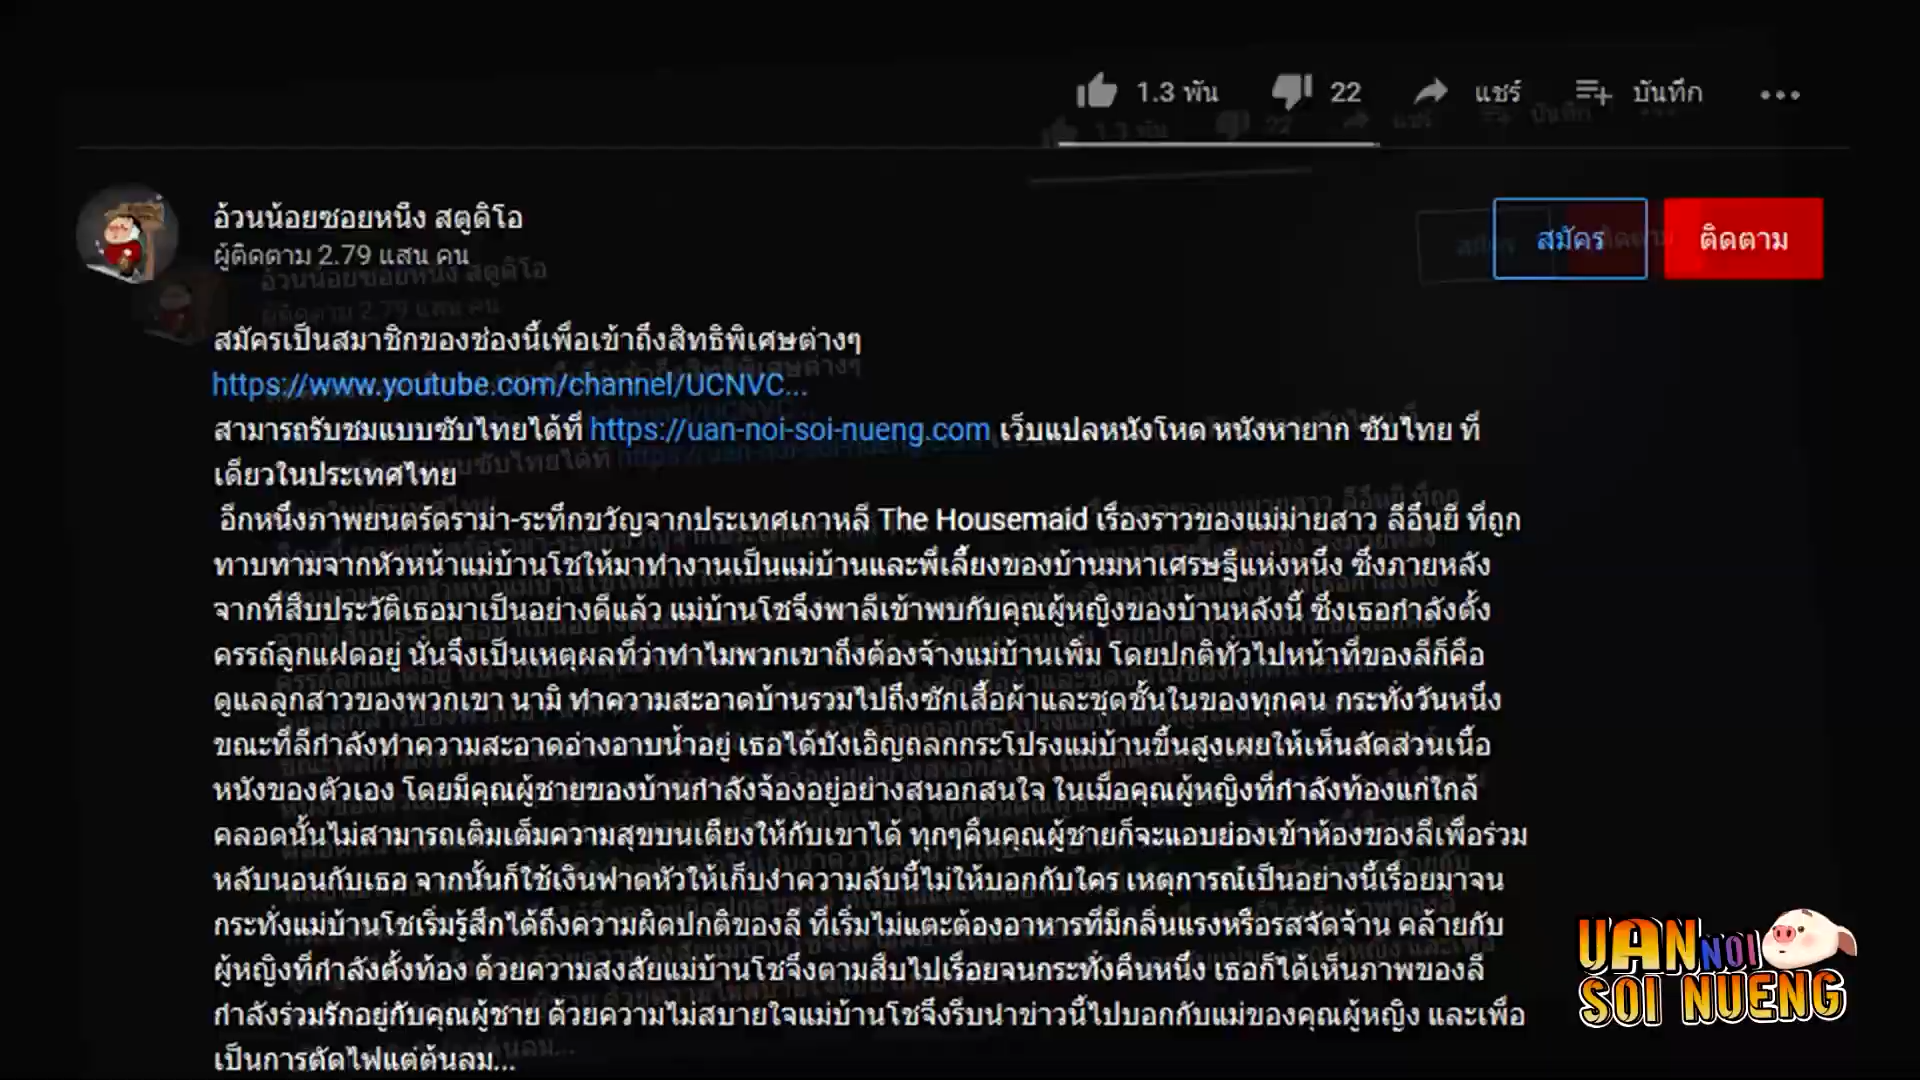 1.3 พัน 22 แชร์ บันทึก
อ้วนน้อยซอยหนึ่ง สตูดิโอ
ผู้ติดตาม 2.79 แสน คน
สมัคร ติดตาม
สมัครเป็นสมาชิกของช่องนี้เพื่อเข้าถึงสิทธิพิเศษต่างๆ
https://www.youtube.com/channel/UCNVC...
สามารถรับชมแบบซับไทยได้ที่ https://uan-noi-soi-nueng.com เว็บแปลหนังโหด หนังหายาก ซับไทย ที่
เดียวในประเทศไทย
อีกหนึ่งภาพยนตร์ดราม่า-ระทึกขวัญจากประเทศเกาหลี The Housemaid เรื่องราวของแม่ม่ายสาว ลีอึนยี ที่ถูก
ทาบทามจากหัวหน้าแม่บ้านโชให้มาทำงานเป็นแม่บ้านและพี่เลี้ยงของบ้านมหาเศรษฐีแห่งหนึ่ง ซึ่งภายหลัง
จากที่สืบประวัติเธอมาเป็นอย่างดีแล้ว แม่บ้านโชจึงพาลีเข้าพบกับคุณผู้หญิงของบ้านหลังนี้ ซึ่งเธอกำลังตั้ง
ครรถ์ลูกแฝดอยู่ นั่นจึงเป็นเหตุผลที่ว่าทำไมพวกเขาถึงต้องจ้างแม่บ้านเพิ่ม โดยปกติทั่วไปหน้าที่ของลีก็คือ
ดูแลลูกสาวของพวกเขา นามิ ทำความสะอาดบ้านรวมไปถึงซักเสื้อผ้าและชุดชั้นในของทุกคน กระทั่งวันหนึ่ง
ขณะที่ลีกำลังทำความสะอาดอ่างอาบน้ำอยู่ เธอได้บังเอิญถลกกระโปรงแม่บ้านขึ้นสูงเผยให้เห็นสัดส่วนเนื้อ
หนังของตัวเอง โดยมีคุณผู้ชายของบ้านกำลังจ้องอยู่อย่างสนอกสนใจ ในเมื่อคุณผู้หญิงที่กำลังท้องแก่ใกล้
คลอดนั้นไม่สามารถเติมเต็มความสุขบนเตียงให้กับเขาได้ ทุกๆคืนคุณผู้ชายก็จะแอบย่องเข้าห้องของลีเพื่อร่วม
หลับนอนกับเธอ จากนั้นก็ใช้เงินฟาดหัวให้เก็บงำความลับนี้ไม่ให้บอกกับใคร เหตุการณ์เป็นอย่างนี้เรื่อยมาจน
กระทั่งแม่บ้านโชเริ่มรู้สึกได้ถึงความผิดปกติของลี ที่เริ่มไม่แตะต้องอาหารที่มีกลิ่นแรงหรือรสจัดจ้าน คล้ายกับ
ผู้หญิงที่กำลังตั้งท้อง ด้วยความสงสัยแม่บ้านโชจึงตามสืบไปเรื่อยจนกระทั่งคืนหนึ่ง เธอก็ได้เห็นภาพของลี
กำลังร่วมรักอยู่กับคุณผู้ชาย ด้วยความไม่สบายใจแม่บ้านโชจึงรีบนำข่าวนี้ไปบอกกับแม่ของคุณผู้หญิง และเพื่อ
เป็นการตัดไฟแต่ต้นลม...
UAN NOI
SOI NUENG